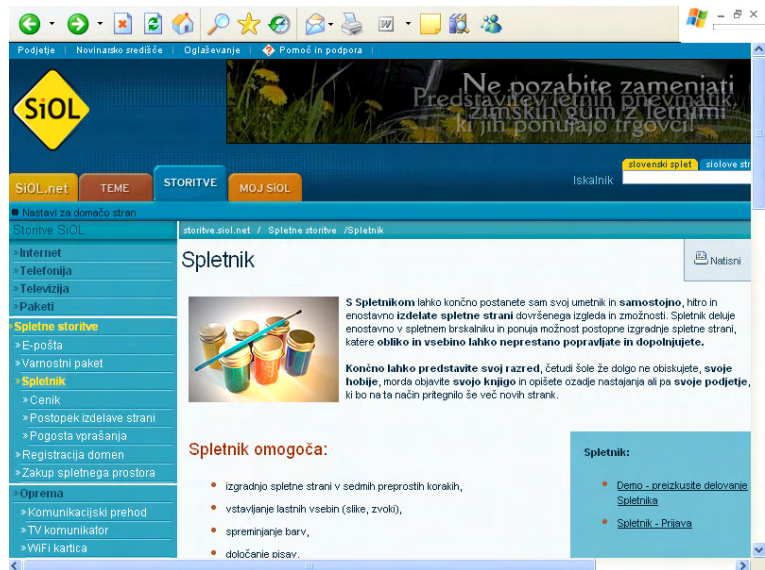 Podjetje | Novinarsko središče | Oglaševanje | Pomoč in podpora |
SiOL
Ne pozabite zamenjati
Predstavitev letnih pnevmatik,
zimskih gum z letnimi
ki jih ponujajo trgovci!
slovenski splet siolove str
Iskalnik
SiOL.net TEME STORITVE MOJ SiOL
Nastavi za domačo stran
Storitve SiOL
storitve.siol.net / Spletne storitve /Spletnik
»Internet
»Telefonija
»Televizija
»Paketi
»Spletne storitve
»E-pošta
»Varnostni paket
»Spletnik
»Cenik
»Postopek izdelave strani
»Pogosta vprašanja
»Registracija domen
»Zakup spletnega prostora
»Oprema
»Komunikacijski prehod
»TV komunikator
»WiFi kartica
Spletnik
Natisni
S Spletnikom lahko končno postanete sam svoj umetnik in samostojno, hitro in
enostavno izdelate spletne strani dovršenega izgleda in zmožnosti. Spletnik deluje
enostavno v spletnem brskalniku in ponuja možnost postopne izgradnje spletne strani,
katere obliko in vsebino lahko neprestano popravljate in dopolnjujete.
Končno lahko predstavite svoj razred, četudi šole že dolgo ne obiskujete, svoje
hobije, morda objavite svojo knjigo in opišete ozadje nastajanja ali pa svoje podjetje,
ki bo na ta način pritegnilo še več novih strank.
Spletnik omogoča:
• izgradnjo spletne strani v sedmih preprostih korakih,
• vstavljanje lastnih vsebin (slike, zvoki),
• spreminjanje barv,
• določanje pisav.
Spletnik:
• Demo - preizkusite delovanje
Spletnika
• Spletnik - Prijava